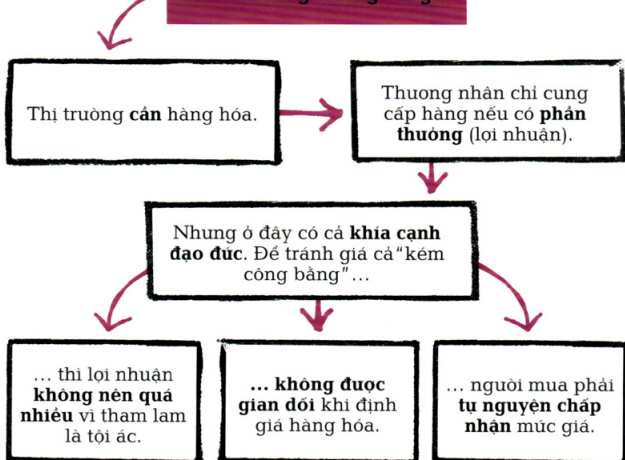 Thị trường cần hàng hóa.
Thương nhân chỉ cung
cấp hàng nếu có phần
thưởng (lợi nhuận).
Nhưng ở đây có cả khía cạnh
đạo đức. Để tránh giá cả “kém
công bằng”...
... thì lợi nhuận
không nên quá
nhiều vì tham lam
là tội ác.
... không được
gian dối khi định
giá hàng hóa.
... người mua phải
tự nguyện chấp
nhận mức giá.